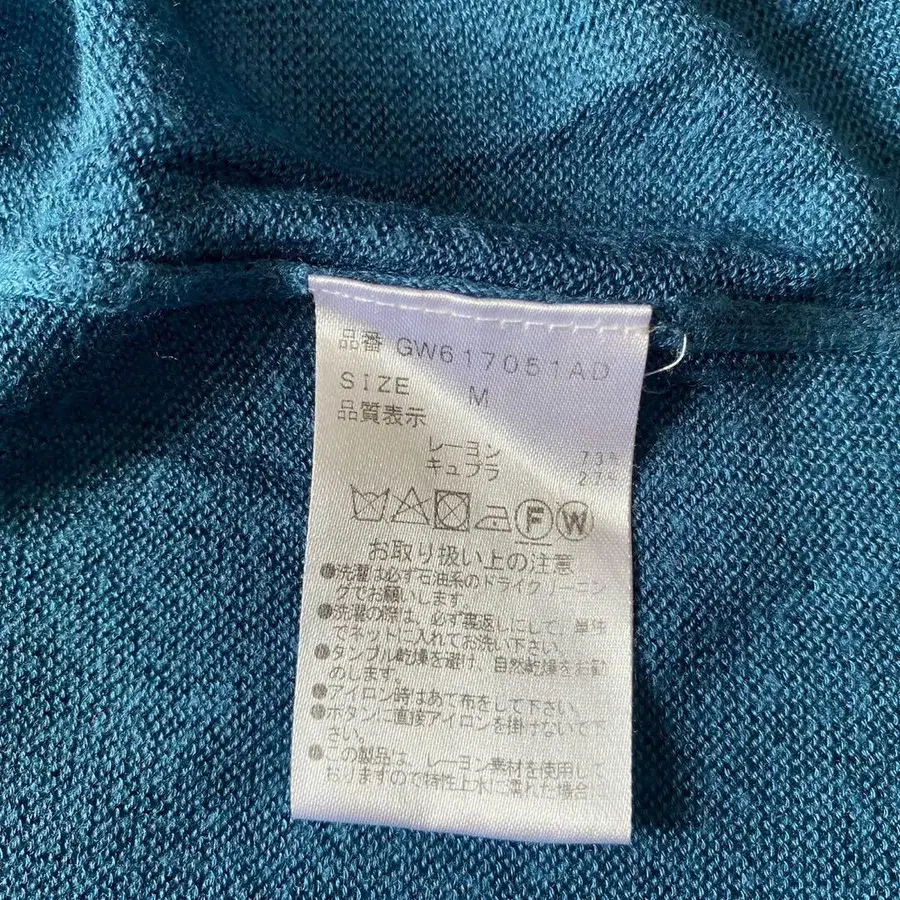 品番 GW617051AD
SIZE M
品質表示
レーヨン 73%
キュプラ 27%
F W
お取り扱い上の注意
●洗濯は必ず石油系のドライクリーニン
グでお願いします。
●洗濯の際は、必ず裏返しにして、単独
でネットに入れてお洗い下さい。
●タンブル乾燥を避け、自然乾燥をお勧
めします。
●アイロン時はあて布をして下さい。
●ボタンに直接アイロンを掛けないで下
さい。
●この製品は、レーヨン素材を使用して
おりますので特性上水に濡れた場合